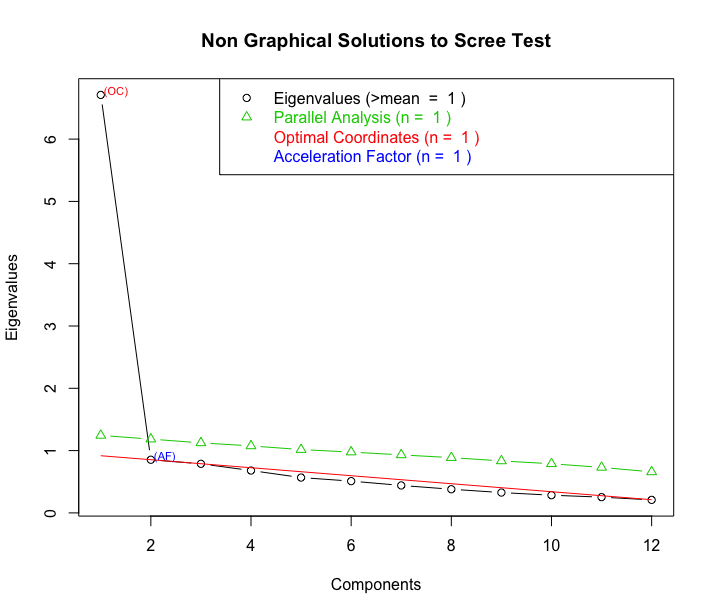 Non Graphical Solutions to Scree Test
(OC)
Eigenvalues (>mean  =  1 )
Parallel Analysis (n =  1 )
Optimal Coordinates (n =  1 )
Acceleration Factor (n =  1 )
(AF)
Eigenvalues
6
5
4
3
2
1
0
2 4 6 8 10 12
Components